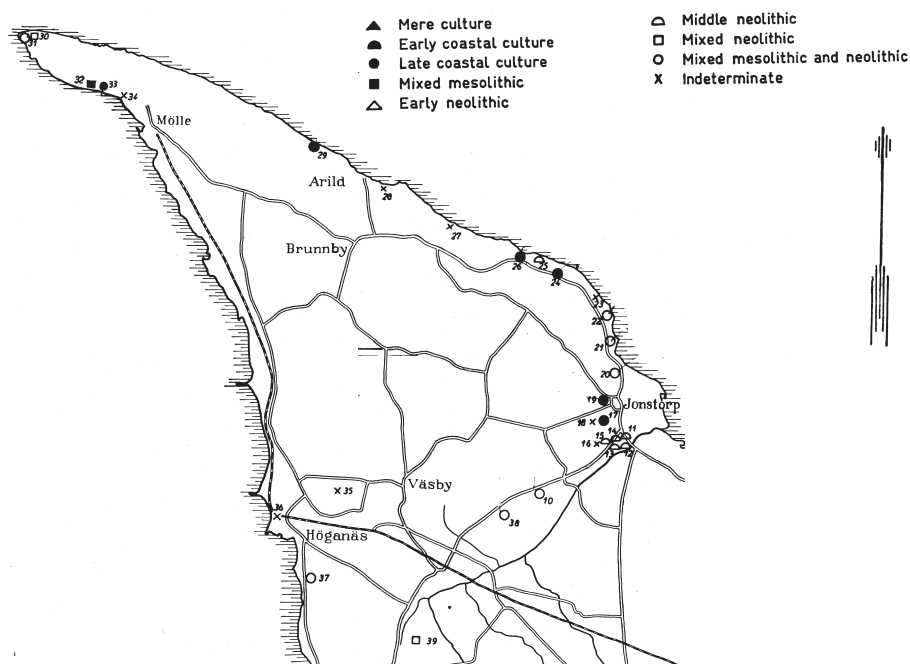 Mere culture
Early coastal culture
Late coastal culture
Mixed mesolithic
Early neolithic
Middle neolithic
Mixed neolithic
Mixed mesolithic and neolithic
Indeterminate
31
30
32
33
34
Mölle
29
Arild
28
27
Brunnby
26
25
24
23
22
21
20
19
Jonstorp
18
17
16
15
14
11
13
12
35
Väsby
10
36
38
Höganäs
37
39